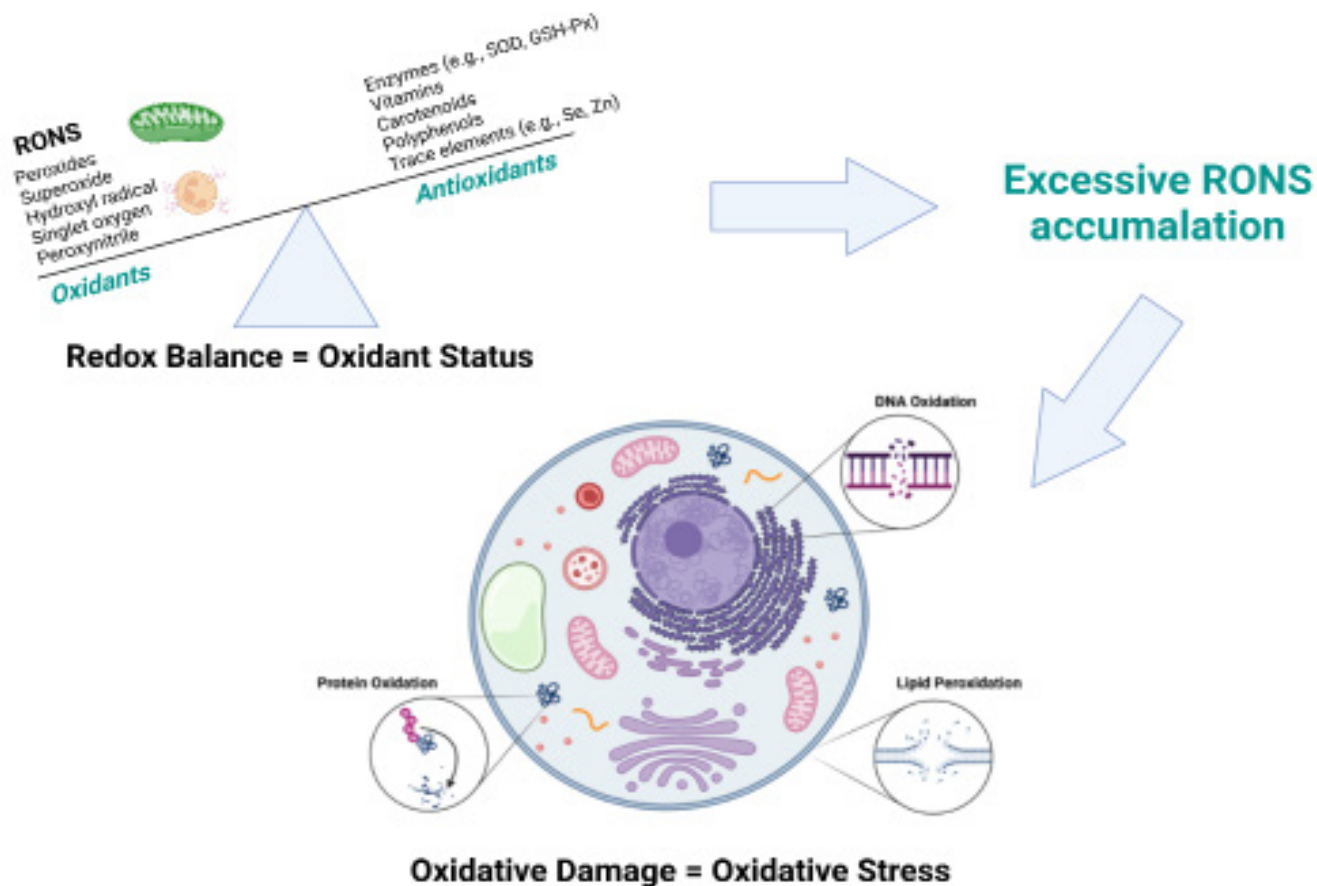 RONS
Peroxides
Superoxide
Hydroxyl radical
Singlet oxygen
Peroxynitrile
Oxidants
Enzymes (e.g., SOD, GSH-Px)
Vitamins
Carotenoids
Polyphenols
Trace elements (e.g., Se, Zn)
Antioxidants
Redox Balance = Oxidant Status
Excessive RONS
accumalation
DNA Oxidation
Protein Oxidation
Lipid Peroxidation
Oxidative Damage = Oxidative Stress